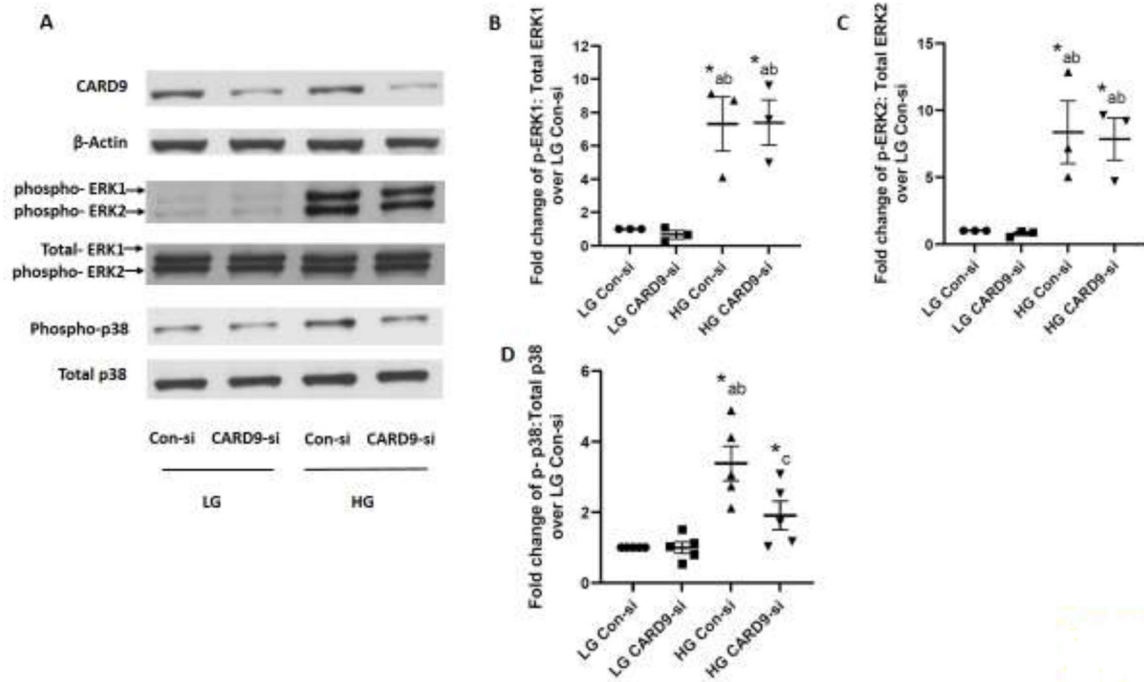 A
CARD9
β-Actin
phospho- ERK1
phospho- ERK2
Total- ERK1
phospho- ERK2
Phospho-p38
Total p38
Con-si CARD9-si Con-si CARD9-si
LG HG
B
Fold change of p-ERK1: Total ERK1
over LG Con-si
12
10
8
6
4
2
0
* ab
* ab
LG Con-si
LG CARD9-si
HG Con-si
HG CARD9-si
C
Fold change of p-ERK2: Total ERK2
over LG Con-si
15
10
5
0
* ab
* ab
LG Con-si
LG CARD9-si
HG Con-si
HG CARD9-si
D
Fold change of p- p38:Total p38
over LG Con-si
6
4
2
0
* ab
* c
LG Con-si
LG CARD9-si
HG Con-si
HG CARD9-si